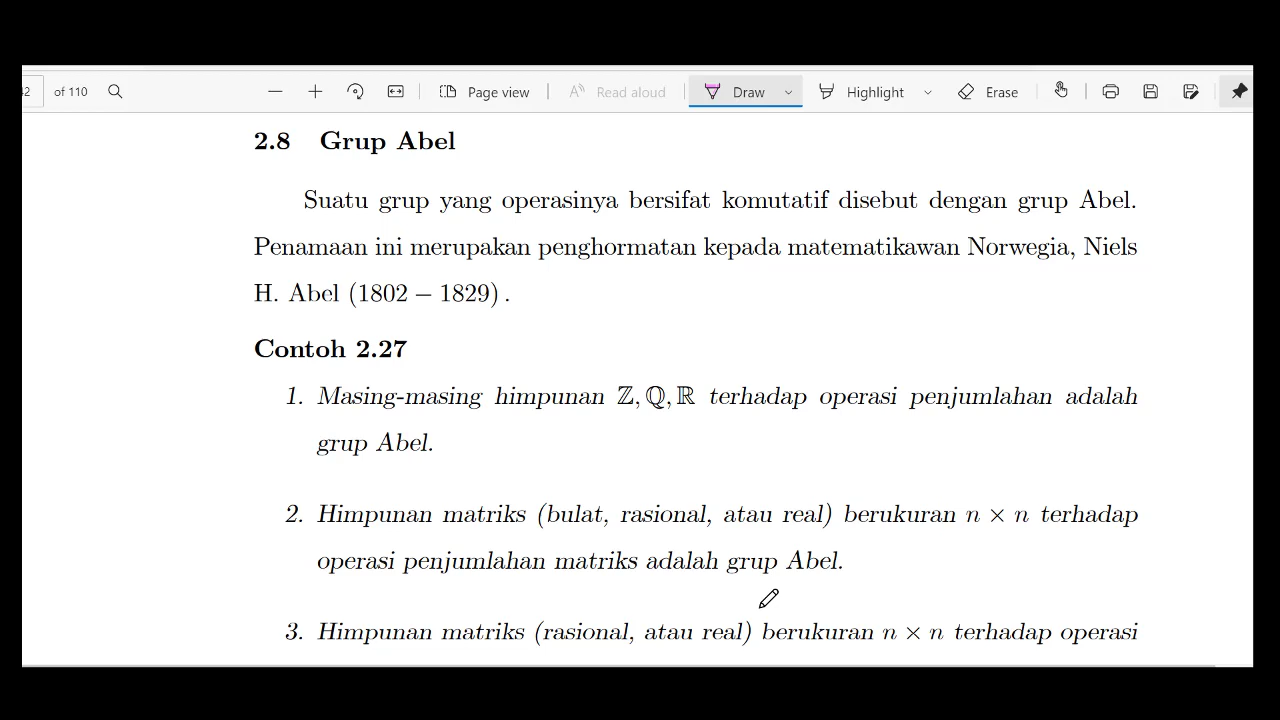 2 of 110 Page view Read aloud Draw Highlight Erase
2.8 Grup Abel
Suatu grup yang operasinya bersifat komutatif disebut dengan grup Abel.
Penamaan ini merupakan penghormatan kepada matematikawan Norwegia, Niels
H. Abel (1802 – 1829) .
Contoh 2.27
1. Masing-masing himpunan ℤ, ℚ, ℝ terhadap operasi penjumlahan adalah
grup Abel.
2. Himpunan matriks (bulat, rasional, atau real) berukuran n × n terhadap
operasi penjumlahan matriks adalah grup Abel.
3. Himpunan matriks (rasional, atau real) berukuran n × n terhadap operasi